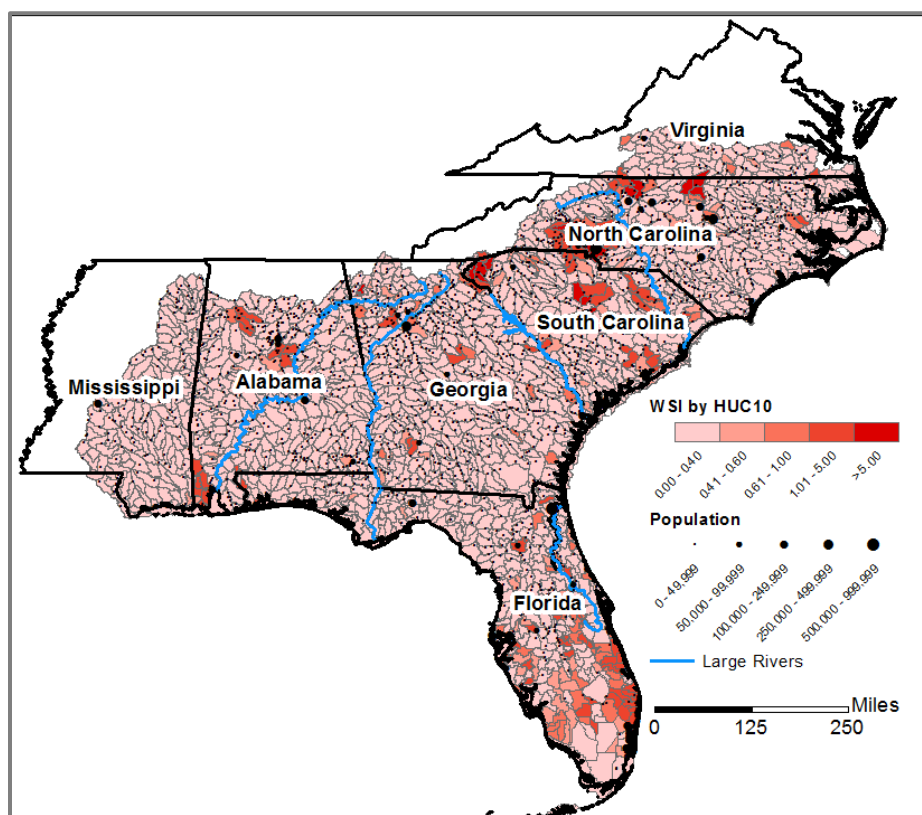 Virginia
North Carolina
South Carolina
Mississippi
Alabama
Georgia
Florida
WSI by HUC10
0.00 - 0.40
0.41 - 0.60
0.61 - 1.00
1.01 - 5.00
>5.00
Population
0 - 49,999
50,000 - 99,999
100,000 - 249,999
250,000 - 499,999
500,000 - 999,999
Large Rivers
Miles
0 125 250